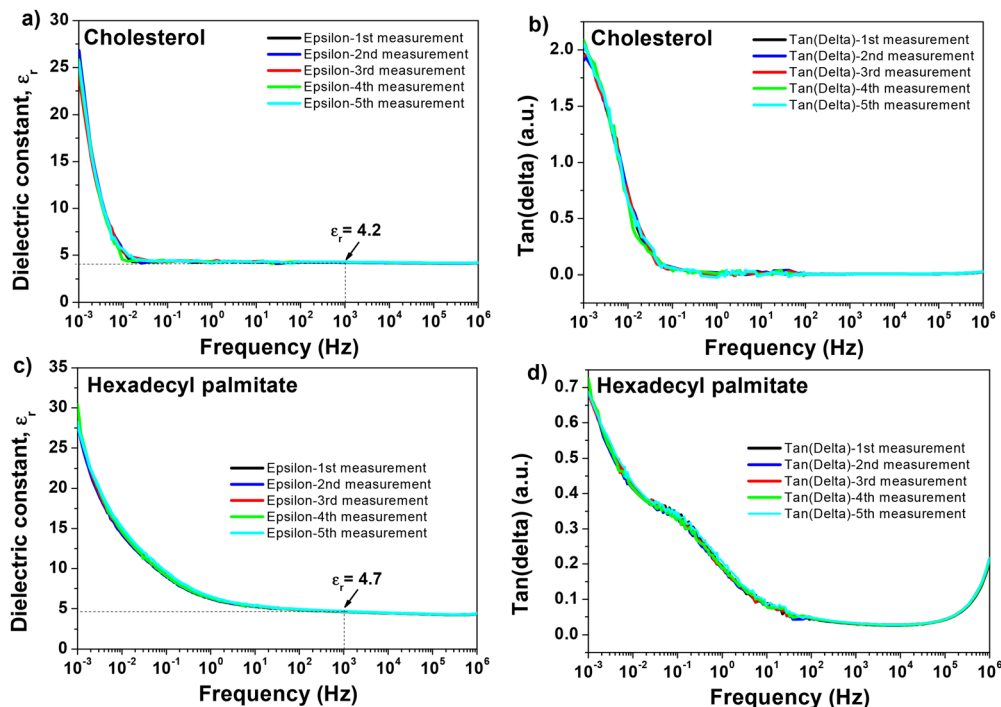 a)
Cholesterol
Epsilon-1st measurement
Epsilon-2nd measurement
Epsilon-3rd measurement
Epsilon-4th measurement
Epsilon-5th measurement
εr= 4.2
Dielectric constant, εr
30
25
20
15
10
5
0
10-3 10-2 10-1 100 101 102 103 104 105 106
Frequency (Hz)
b)
Cholesterol
Tan(Delta)-1st measurement
Tan(Delta)-2nd measurement
Tan(Delta)-3rd measurement
Tan(Delta)-4th measurement
Tan(Delta)-5th measurement
Tan(delta) (a.u.)
2.0
1.5
1.0
0.5
0.0
10-3 10-2 10-1 100 101 102 103 104 105 106
Frequency (Hz)
c)
Hexadecyl palmitate
Epsilon-1st measurement
Epsilon-2nd measurement
Epsilon-3rd measurement
Epsilon-4th measurement
Epsilon-5th measurement
εr= 4.7
Dielectric constant, εr
35
30
25
20
15
10
5
0
10-3 10-2 10-1 100 101 102 103 104 105 106
Frequency (Hz)
d)
Hexadecyl palmitate
Tan(Delta)-1st measurement
Tan(Delta)-2nd measurement
Tan(Delta)-3rd measurement
Tan(Delta)-4th measurement
Tan(Delta)-5th measurement
Tan(delta) (a.u.)
0.7
0.6
0.5
0.4
0.3
0.2
0.1
0.0
10-3 10-2 10-1 100 101 102 103 104 105 106
Frequency (Hz)